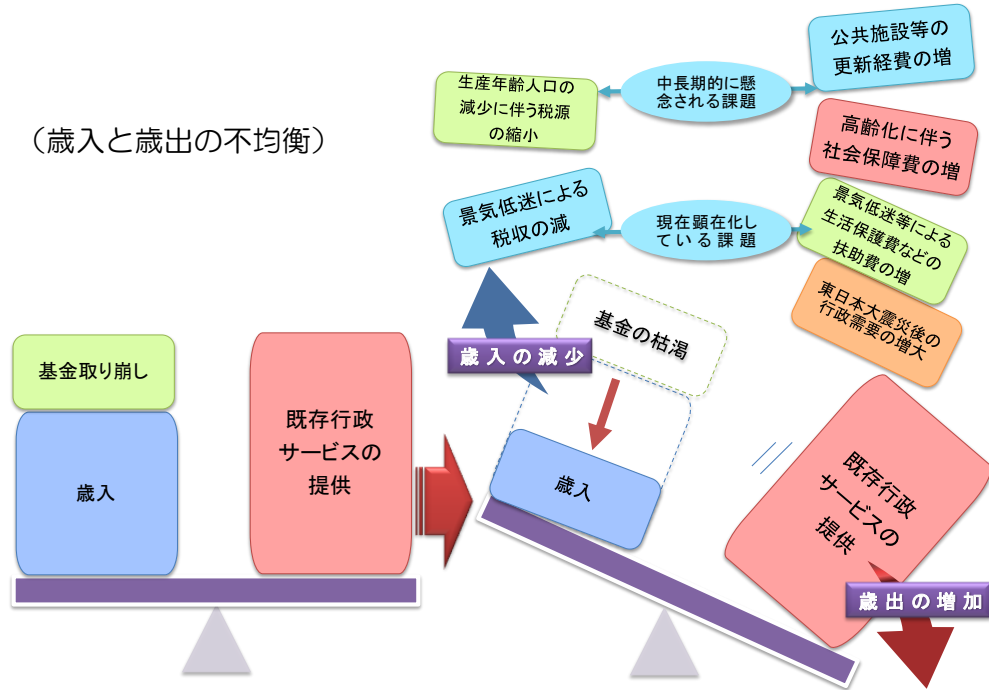 （歳入と歳出の不均衡）
基金取り崩し
歳入
既存行政
サービスの
提供
生産年齢人口の
減少に伴う税源
の縮小
中長期的に懸
念される課題
公共施設等の
更新経費の増
高齢化に伴う
社会保障費の増
景気低迷による
税収の減
現在顕在化し
ている課題
景気低迷等による
生活保護費などの
扶助費の増
東日本大震災後の
行政需要の増大
歳入の減少
基金の枯渇
歳入
既存行政
サービスの
提供
歳出の増加